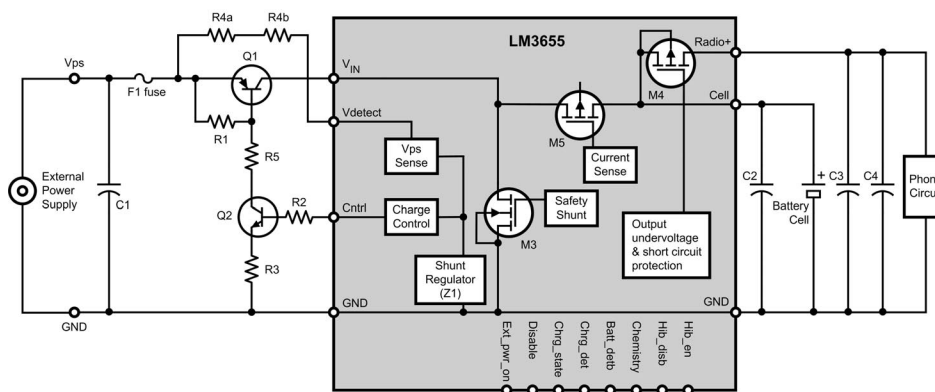 R4a
R4b
LM3655
Radio+
Vps
Q1
VIN
M4
F1 fuse
Cell
Vdetect
M5
R1
Vps
Sense
Current
Sense
R5
External
Power
Supply
C1
C2
+
C3
C4
Phon
Circui
Battery
Cell
Safety
Shunt
Q2
R2
Cntrl
Charge
Control
M3
Output
undervoltage
& short circuit
protection
R3
Shunt
Regulator
(Z1)
GND
GND
GND
Ext_pwr_on
Disable
Chrg_state
Chrg_det
Batt_detb
Chemistry
Hib_disb
Hib_en